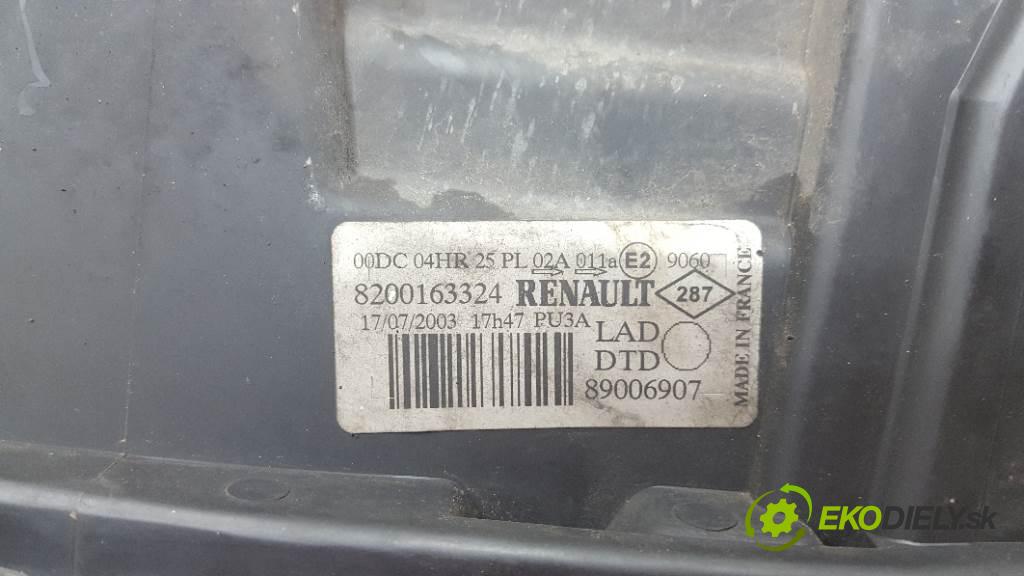 00DC 04HR 25 PL 02A 011a E2 9060
8200163324 RENAULT 287
17/07/2003 17h47 PU3A
LAD
DTD
89006907
MADE IN FRANCE
EKODIELY.sk